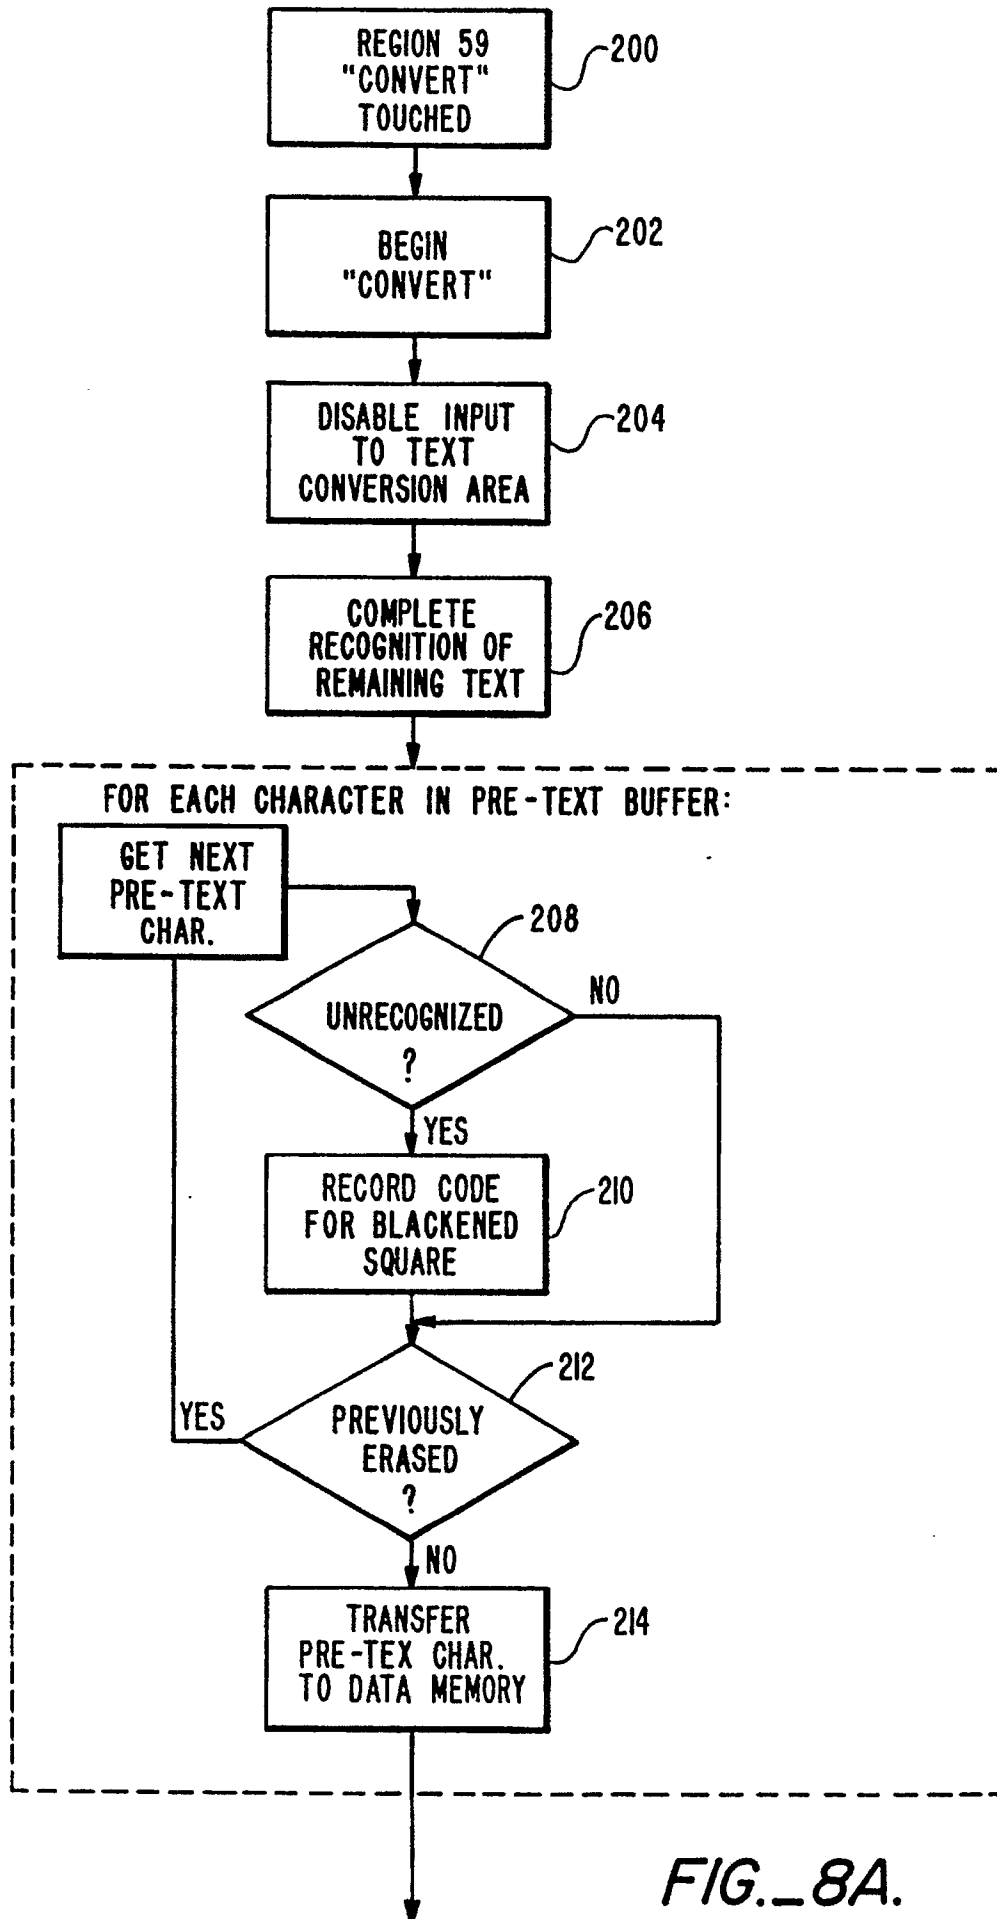 REGION 59
"CONVERT"
TOUCHED
200
BEGIN
"CONVERT"
202
DISABLE INPUT
TO TEXT
CONVERSION AREA
204
COMPLETE
RECOGNITION OF
REMAINING TEXT
206
FOR EACH CHARACTER IN PRE-TEXT BUFFER:
GET NEXT
PRE-TEXT
CHAR.
208
UNRECOGNIZED
?
NO
YES
RECORD CODE
FOR BLACKENED
SQUARE
210
212
PREVIOUSLY
ERASED
?
YES
NO
TRANSFER
PRE-TEX CHAR.
TO DATA MEMORY
214
FIG._8A.